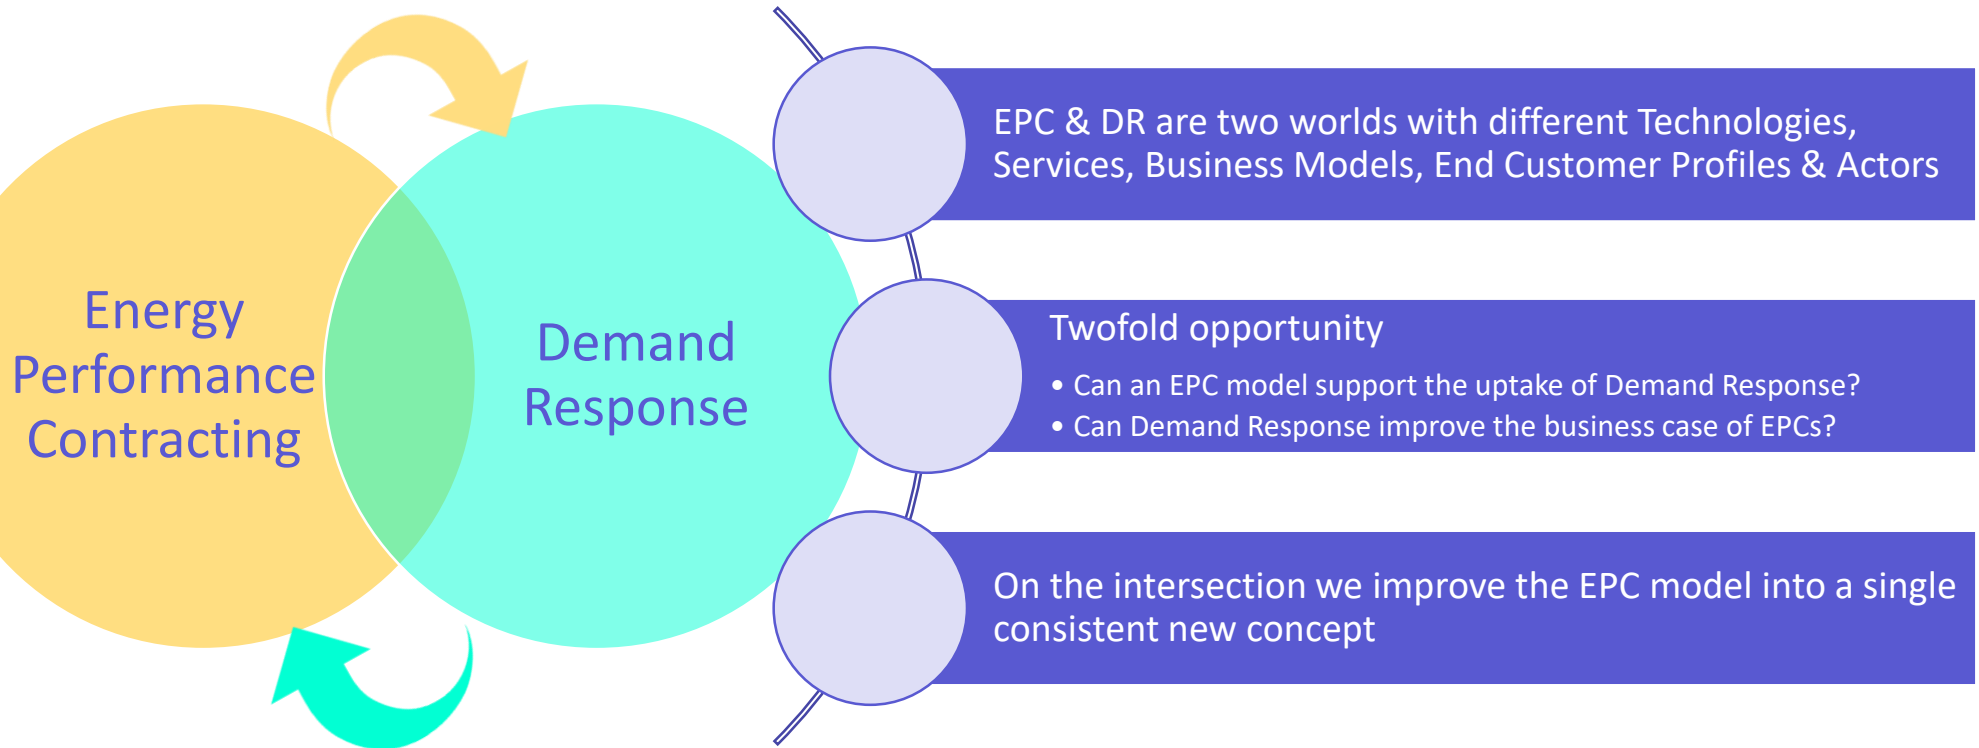 Energy
Performance
Contracting
Demand
Response
EPC & DR are two worlds with different Technologies,
Services, Business Models, End Customer Profiles & Actors
Twofold opportunity
• Can an EPC model support the uptake of Demand Response?
• Can Demand Response improve the business case of EPCs?
On the intersection we improve the EPC model into a single
consistent new concept